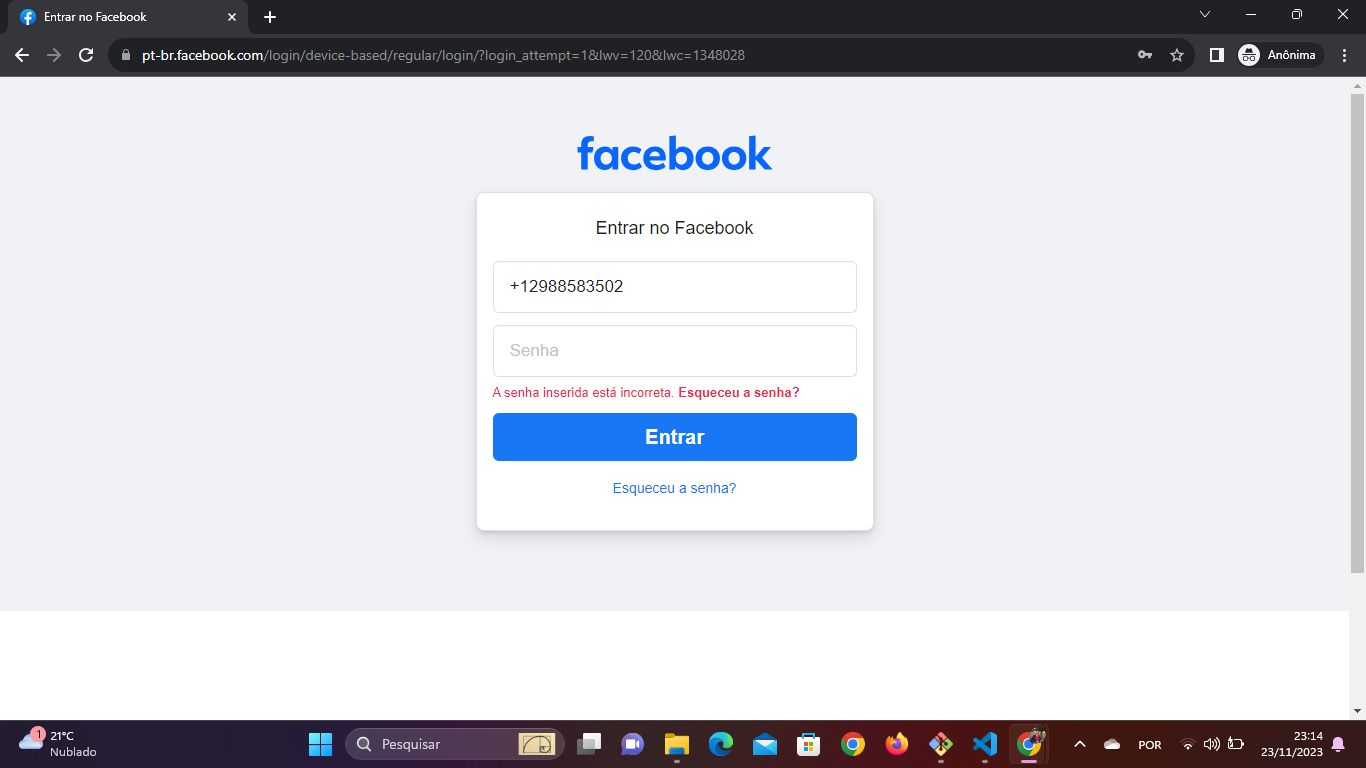 Entrar no Facebook
pt-br.facebook.com/login/device-based/regular/login/?login_attempt=1&lwv=120&lwc=1348028
Anônima
facebook
Entrar no Facebook
+12988583502
Senha
A senha inserida está incorreta. Esqueceu a senha?
Entrar
Esqueceu a senha?
1
21°C
Nublado
Pesquisar
POR
23:14
23/11/2023